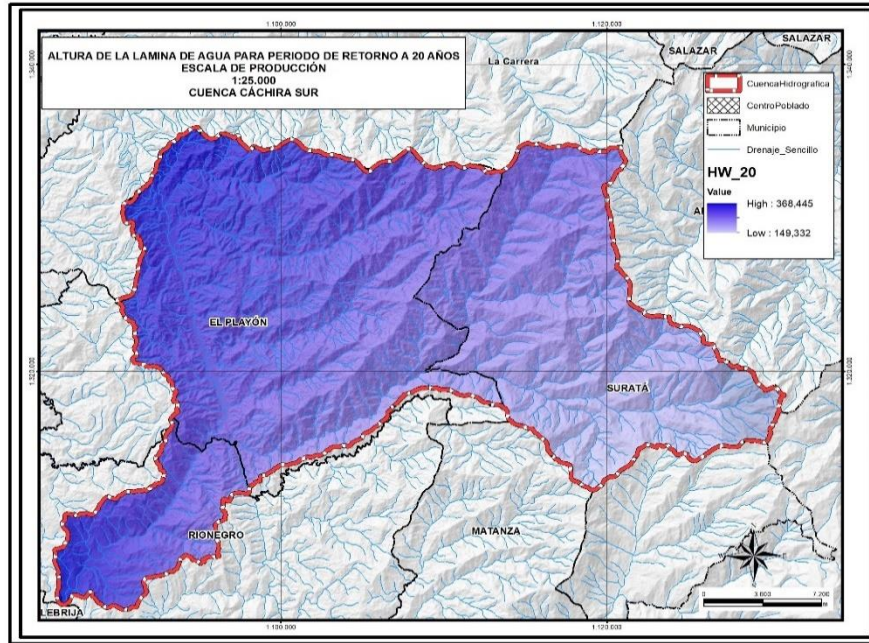 1:100.000
1:120.000
ALTURA DE LA LAMINA DE AGUA PARA PERIODO DE RETORNO A 20 AÑOS
ESCALA DE PRODUCCIÓN
1:25.000
CUENCA CÁCHIRA SUR
La Carrera
SALAZAR
SALAZAR
1:340.000
1:340.000
CuencaHidrografica
CentroPoblado
Municipio
Drenaje_Sencillo
HW_20
Value
High : 368,445
Low : 149,332
EL PLAYÓN
1:320.000
1:320.000
SURATÁ
RIONEGRO
MATANZA
LEBRIJA
0
3.600
7.200
1:100.000
1:120.000